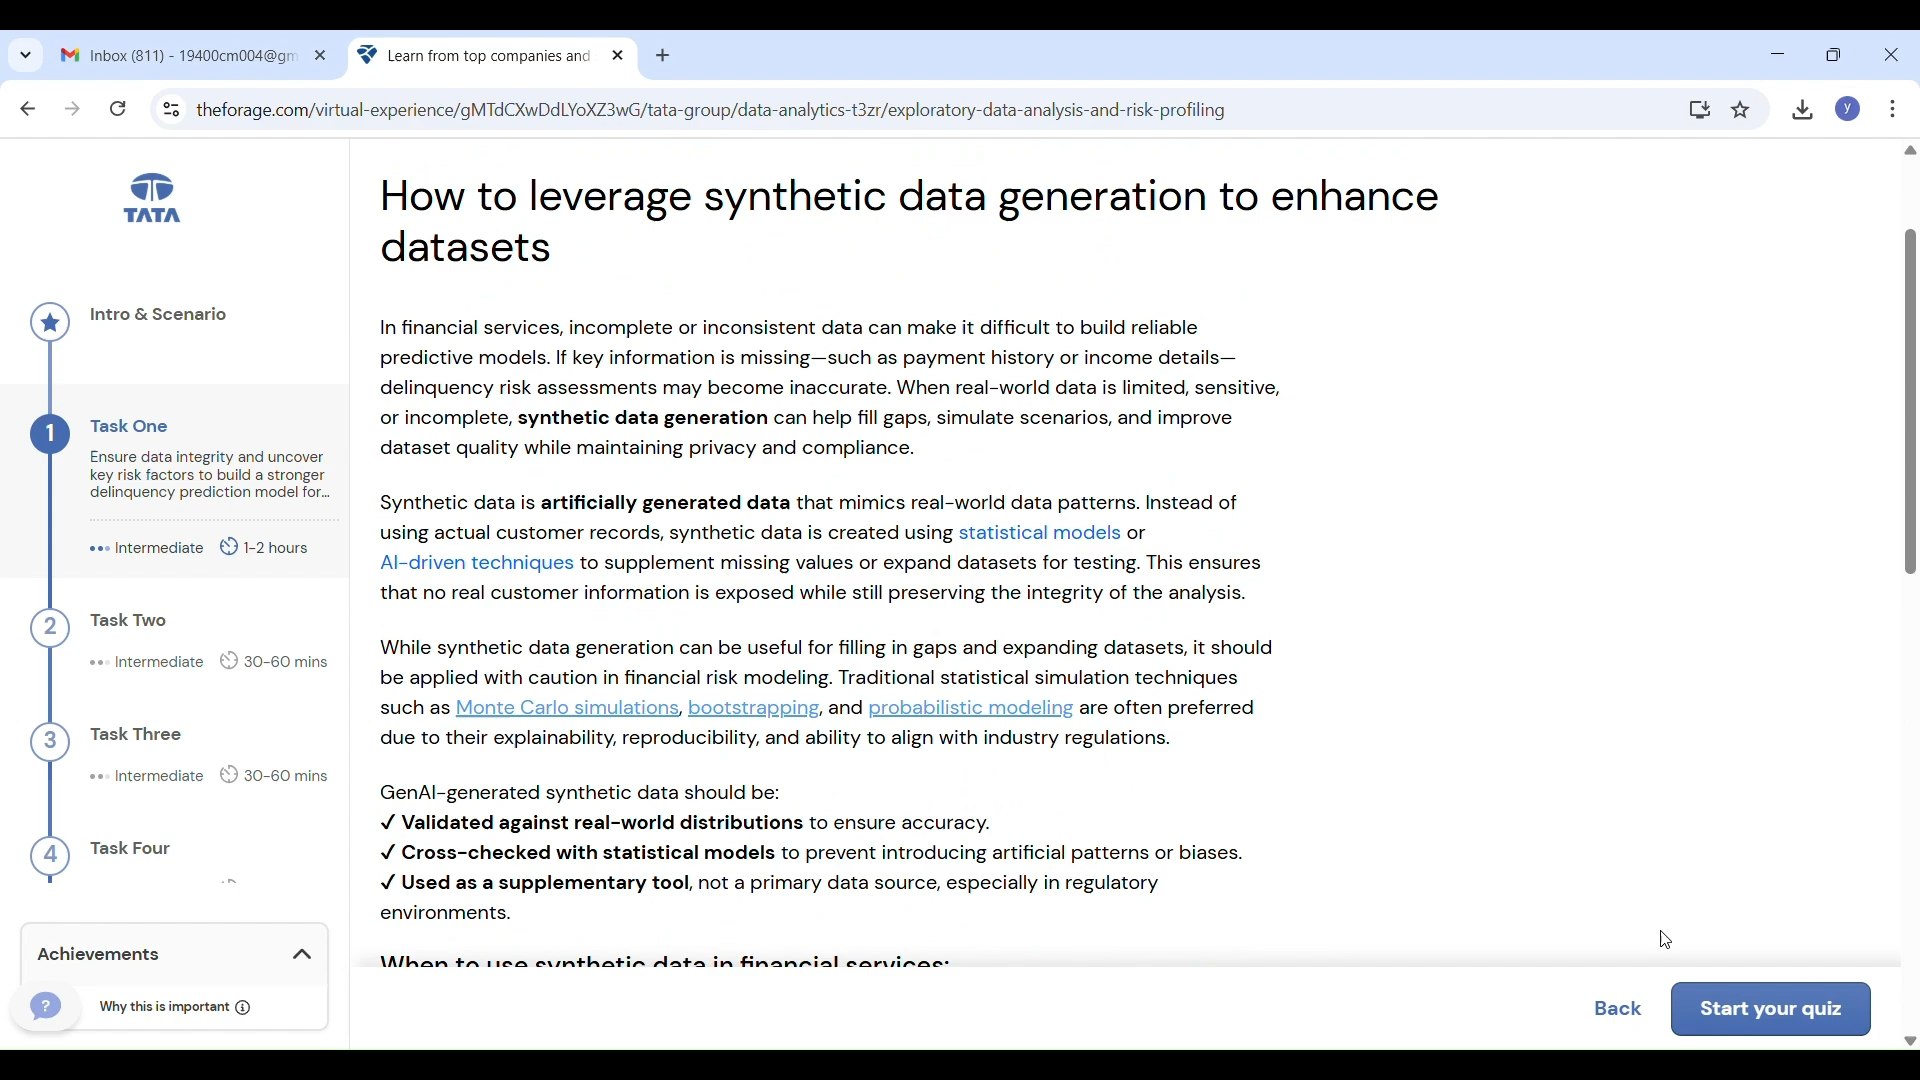 Inbox (811) - 19400cm004@gm
Learn from top companies and
theforage.com/virtual-experience/gMTdCXwDdLYoXZ3wG/tata-group/data-analytics-t3zr/exploratory-data-analysis-and-risk-profiling
y
TATA
Intro & Scenario
1
Task One
Ensure data integrity and uncover
key risk factors to build a stronger
delinquency prediction model for...
Intermediate 1-2 hours
2
Task Two
Intermediate 30-60 mins
3
Task Three
Intermediate 30-60 mins
4
Task Four
Achievements
?
Why this is important
How to leverage synthetic data generation to enhance
datasets
In financial services, incomplete or inconsistent data can make it difficult to build reliable
predictive models. If key information is missing—such as payment history or income details—
delinquency risk assessments may become inaccurate. When real-world data is limited, sensitive,
or incomplete, synthetic data generation can help fill gaps, simulate scenarios, and improve
dataset quality while maintaining privacy and compliance.
Synthetic data is artificially generated data that mimics real-world data patterns. Instead of
using actual customer records, synthetic data is created using statistical models or
AI-driven techniques to supplement missing values or expand datasets for testing. This ensures
that no real customer information is exposed while still preserving the integrity of the analysis.
While synthetic data generation can be useful for filling in gaps and expanding datasets, it should
be applied with caution in financial risk modeling. Traditional statistical simulation techniques
such as Monte Carlo simulations, bootstrapping, and probabilistic modeling are often preferred
due to their explainability, reproducibility, and ability to align with industry regulations.
GenAI-generated synthetic data should be:
✓ Validated against real-world distributions to ensure accuracy.
✓ Cross-checked with statistical models to prevent introducing artificial patterns or biases.
✓ Used as a supplementary tool, not a primary data source, especially in regulatory
environments.
When to use synthetic data in financial services:
Back
Start your quiz